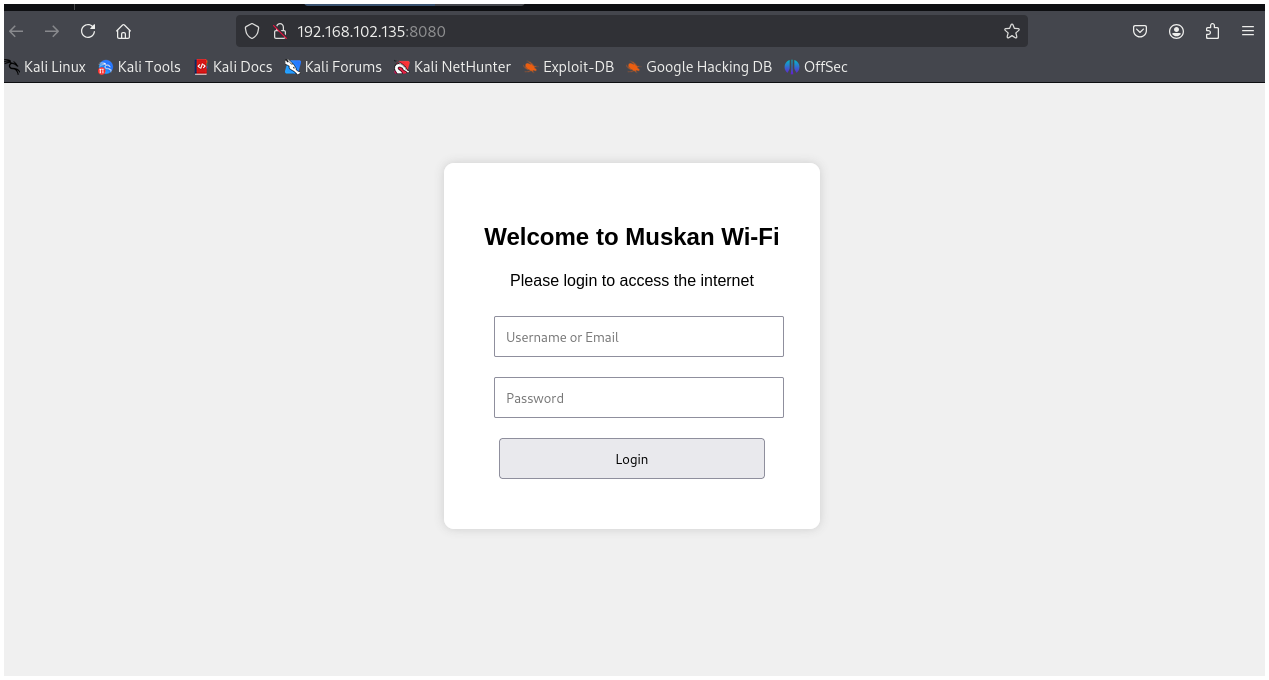 192.168.102.135:8080
Kali Linux Kali Tools Kali Docs Kali Forums Kali NetHunter Exploit-DB Google Hacking DB OffSec
Welcome to Muskan Wi-Fi
Please login to access the internet
Username or Email
Password
Login